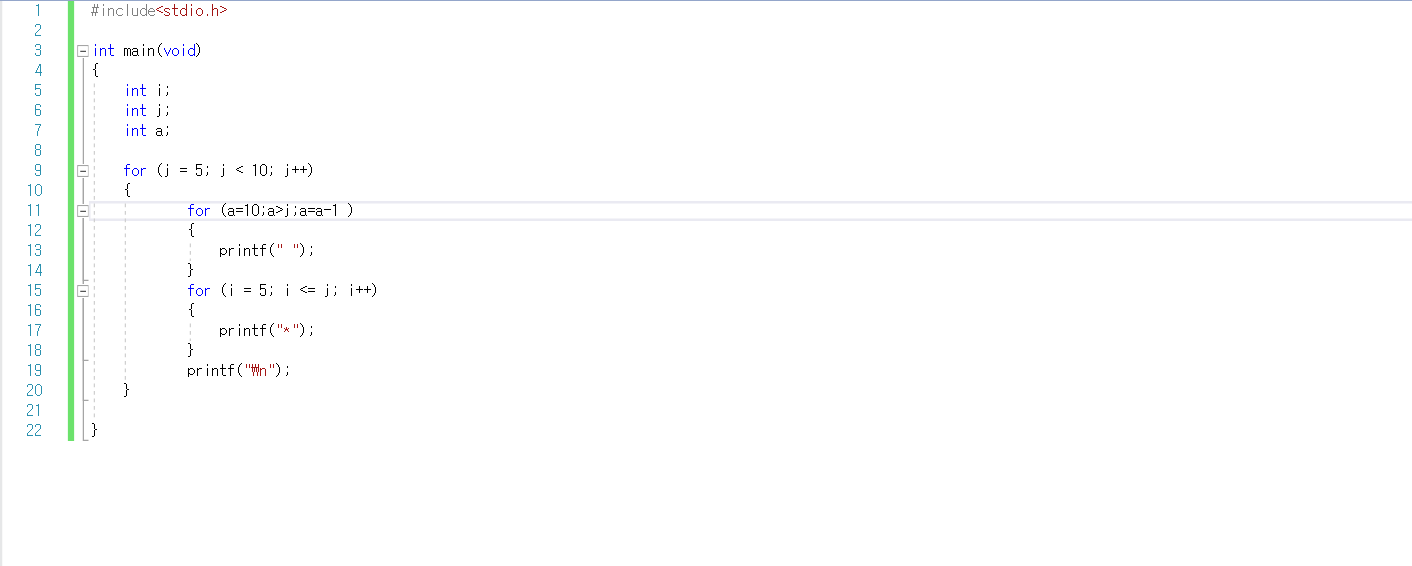 1 #include<stdio.h>
2
3 int main(void)
4 {
5 int i;
6 int j;
7 int a;
8
9 for (j = 5; j < 10; j++)
10 {
11 for (a=10;a>j;a=a-1 )
12 {
13 printf(" ");
14 }
15 for (i = 5; i <= j; i++)
16 {
17 printf("*");
18 }
19 printf("₩n");
20 }
21
22 }